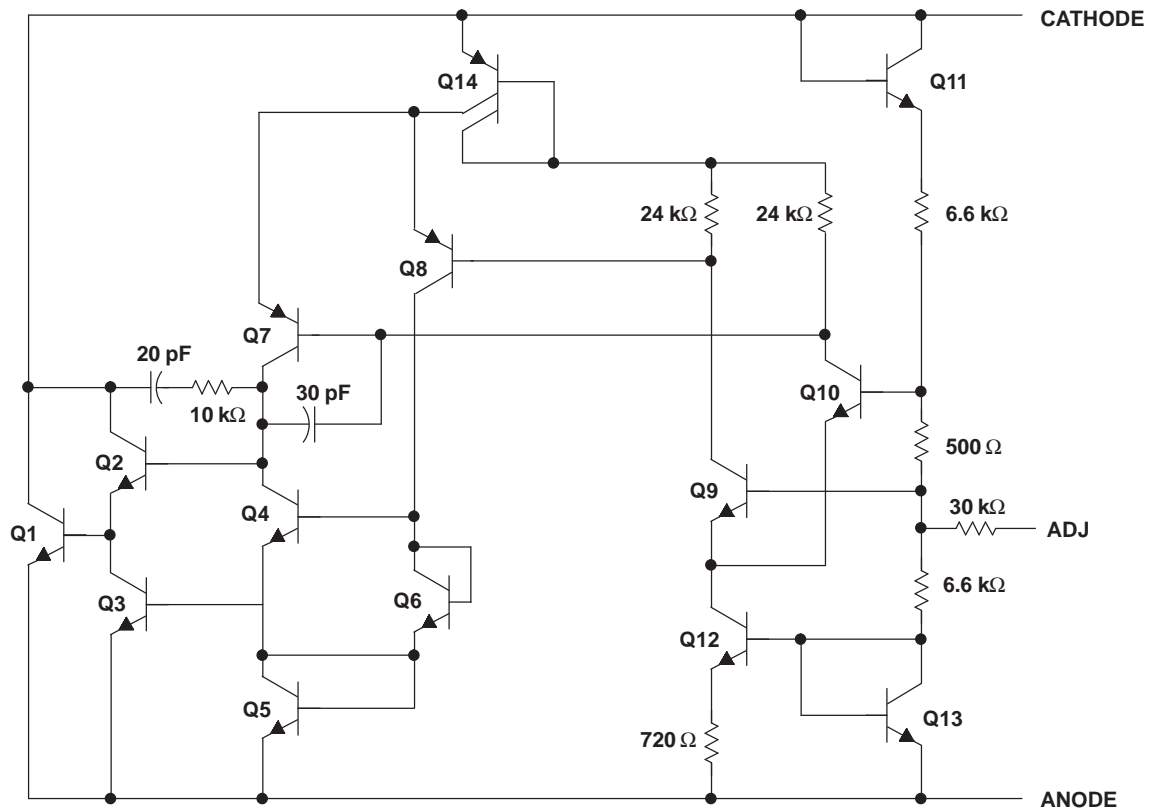 CATHODE
Q14
Q11
24 kΩ
24 kΩ
6.6 kΩ
Q8
Q7
20 pF
30 pF
10 kΩ
Q10
500 Ω
Q2
Q9
30 kΩ
Q4
Q1
ADJ
6.6 kΩ
Q3
Q6
Q12
Q5
Q13
720 Ω
ANODE